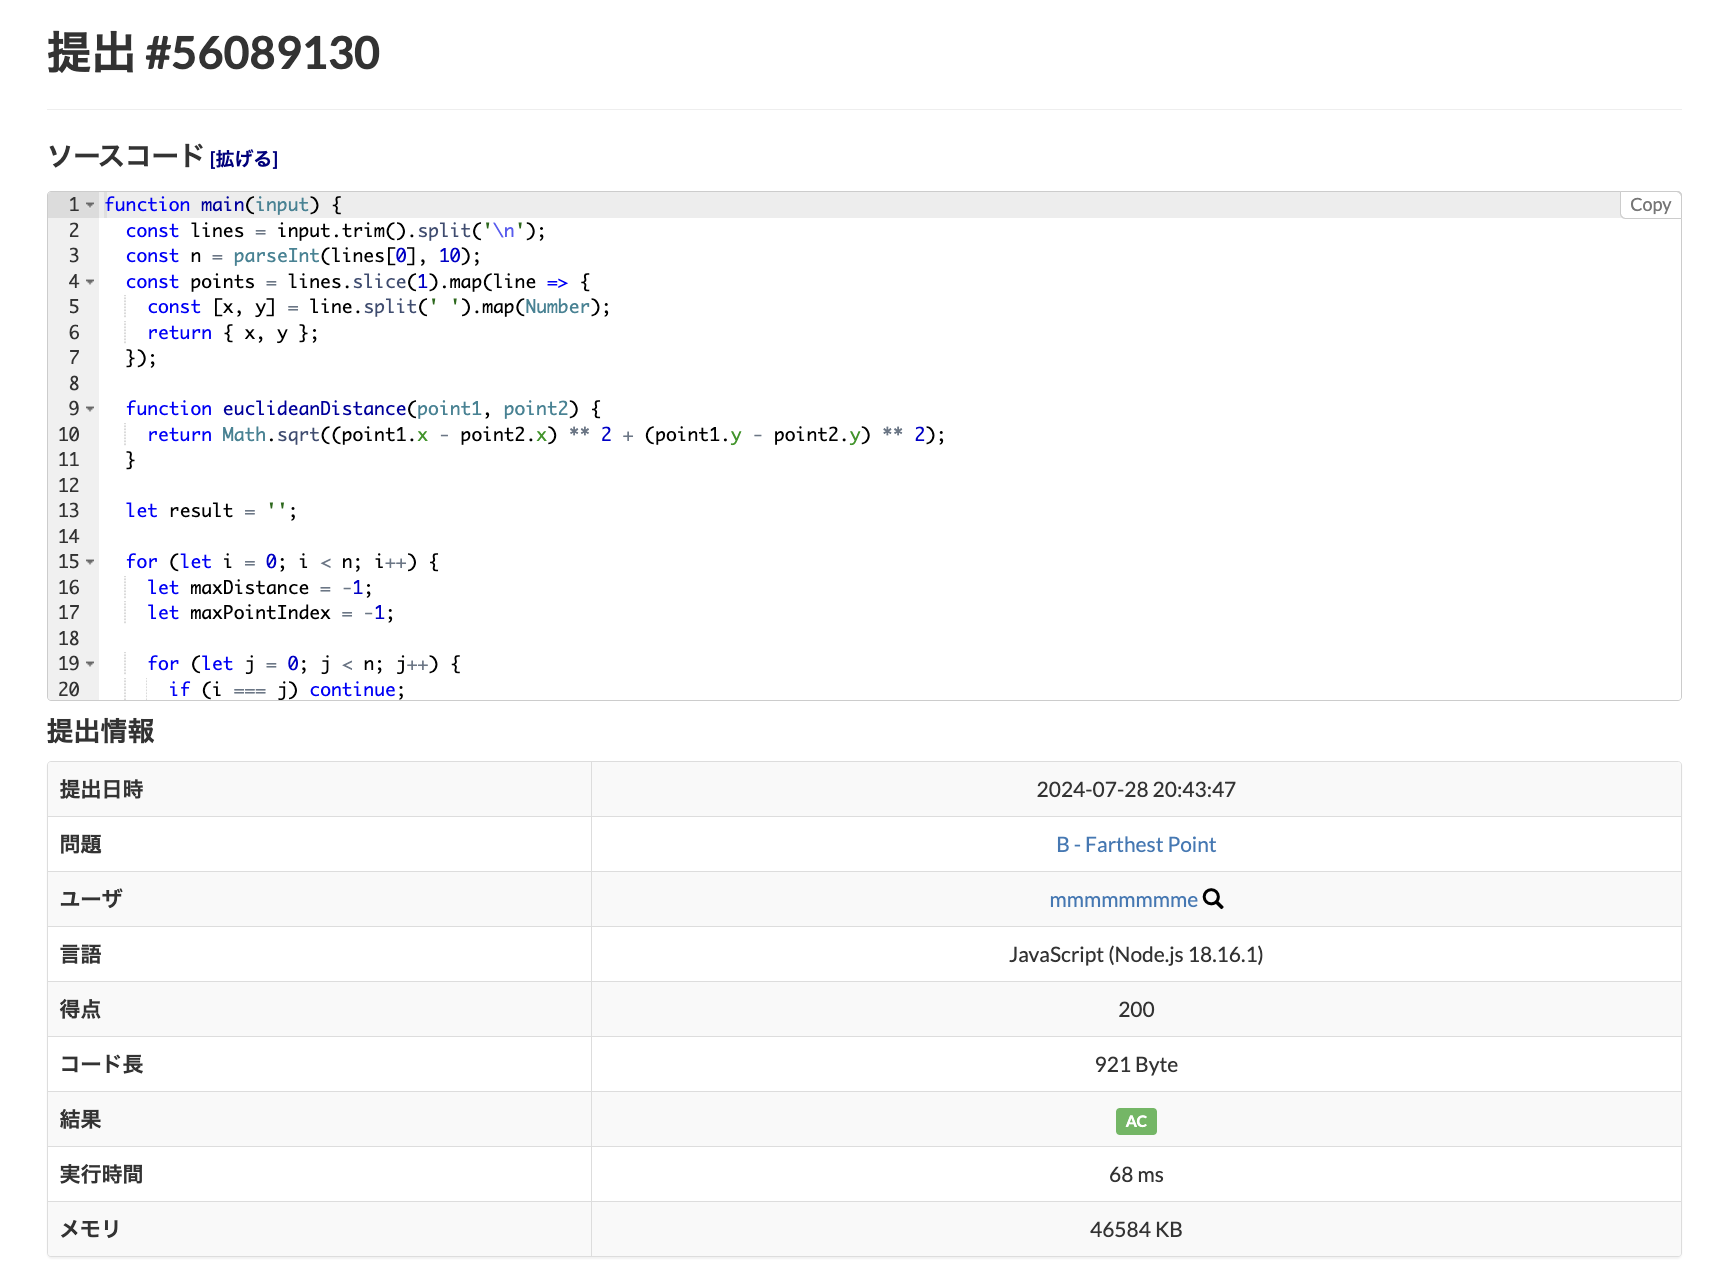 提出 #56089130
ソースコード [拡げる]
Copy
1 function main(input) {
2   const lines = input.trim().split('\n');
3   const n = parseInt(lines[0], 10);
4   const points = lines.slice(1).map(line => {
5     const [x, y] = line.split(' ').map(Number);
6     return { x, y };
7   });
8
9   function euclideanDistance(point1, point2) {
10     return Math.sqrt((point1.x - point2.x) ** 2 + (point1.y - point2.y) ** 2);
11   }
12
13   let result = '';
14
15   for (let i = 0; i < n; i++) {
16     let maxDistance = -1;
17     let maxPointIndex = -1;
18
19     for (let j = 0; j < n; j++) {
20       if (i === j) continue;
提出情報
提出日時 2024-07-28 20:43:47
問題 B - Farthest Point
ユーザ mmmmmmmme
言語 JavaScript (Node.js 18.16.1)
得点 200
コード長 921 Byte
結果 AC
実行時間 68 ms
メモリ 46584 KB